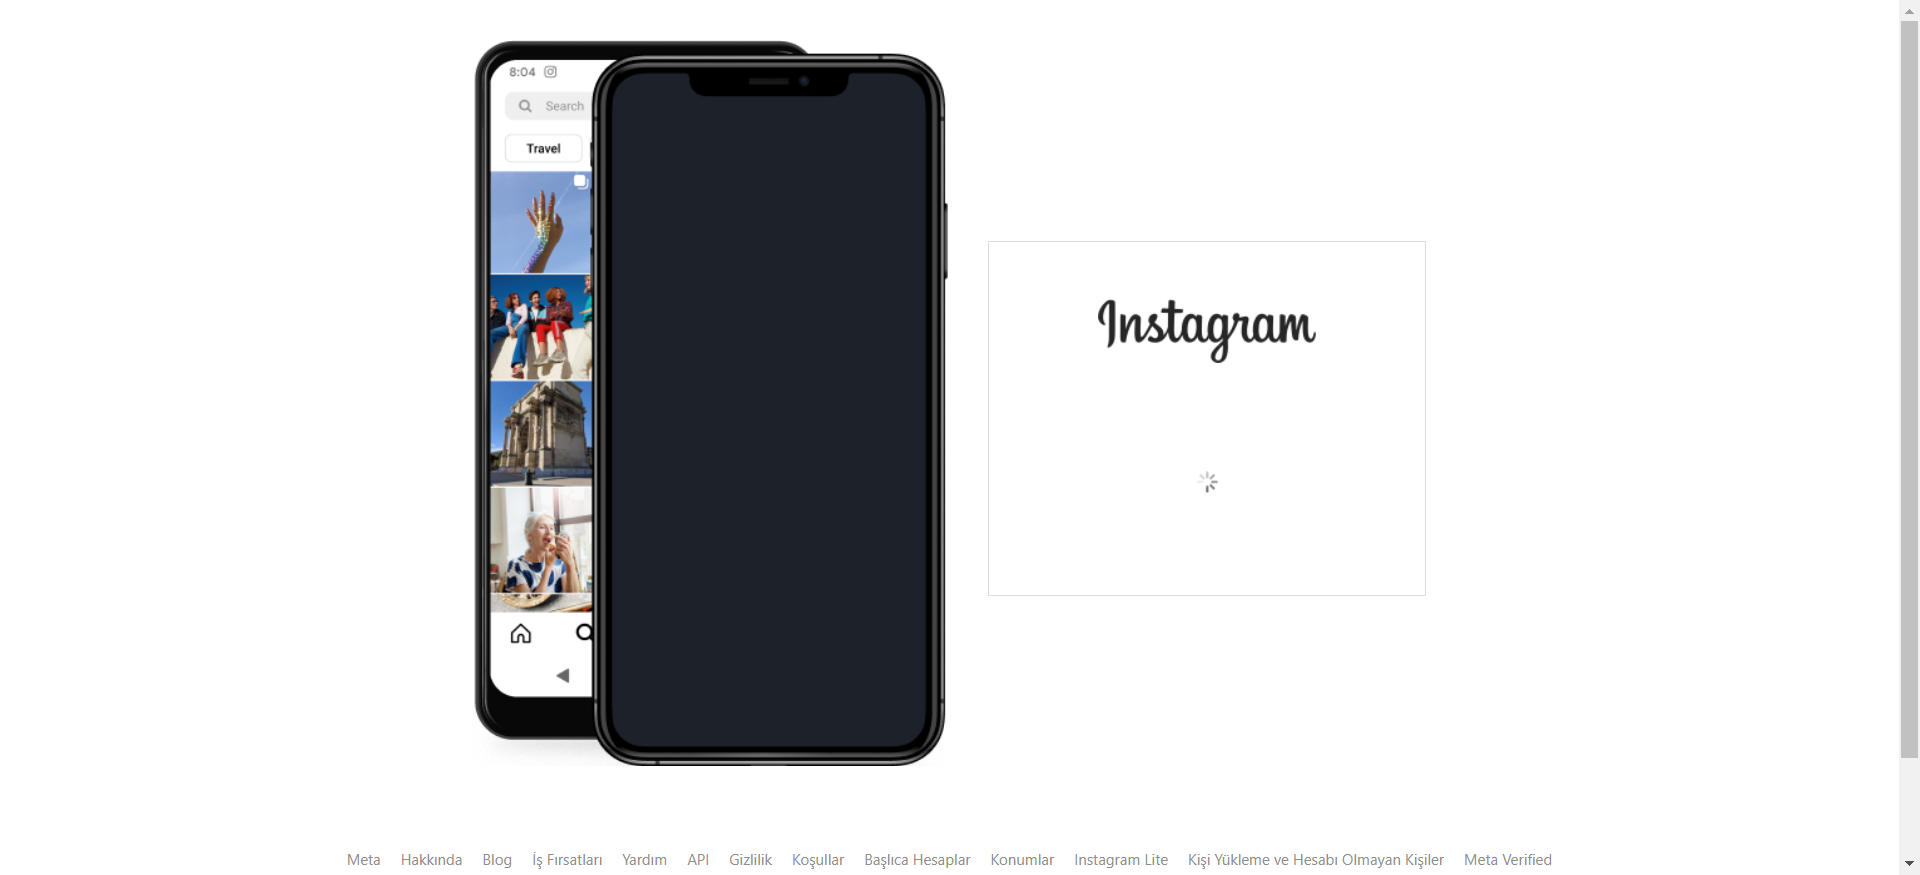 8:04
Search
Travel
Instagram
Meta Hakkında Blog İş Fırsatları Yardım API Gizlilik Koşullar Başlıca Hesaplar Konumlar Instagram Lite Kişi Yükleme ve Hesabı Olmayan Kişiler Meta Verified